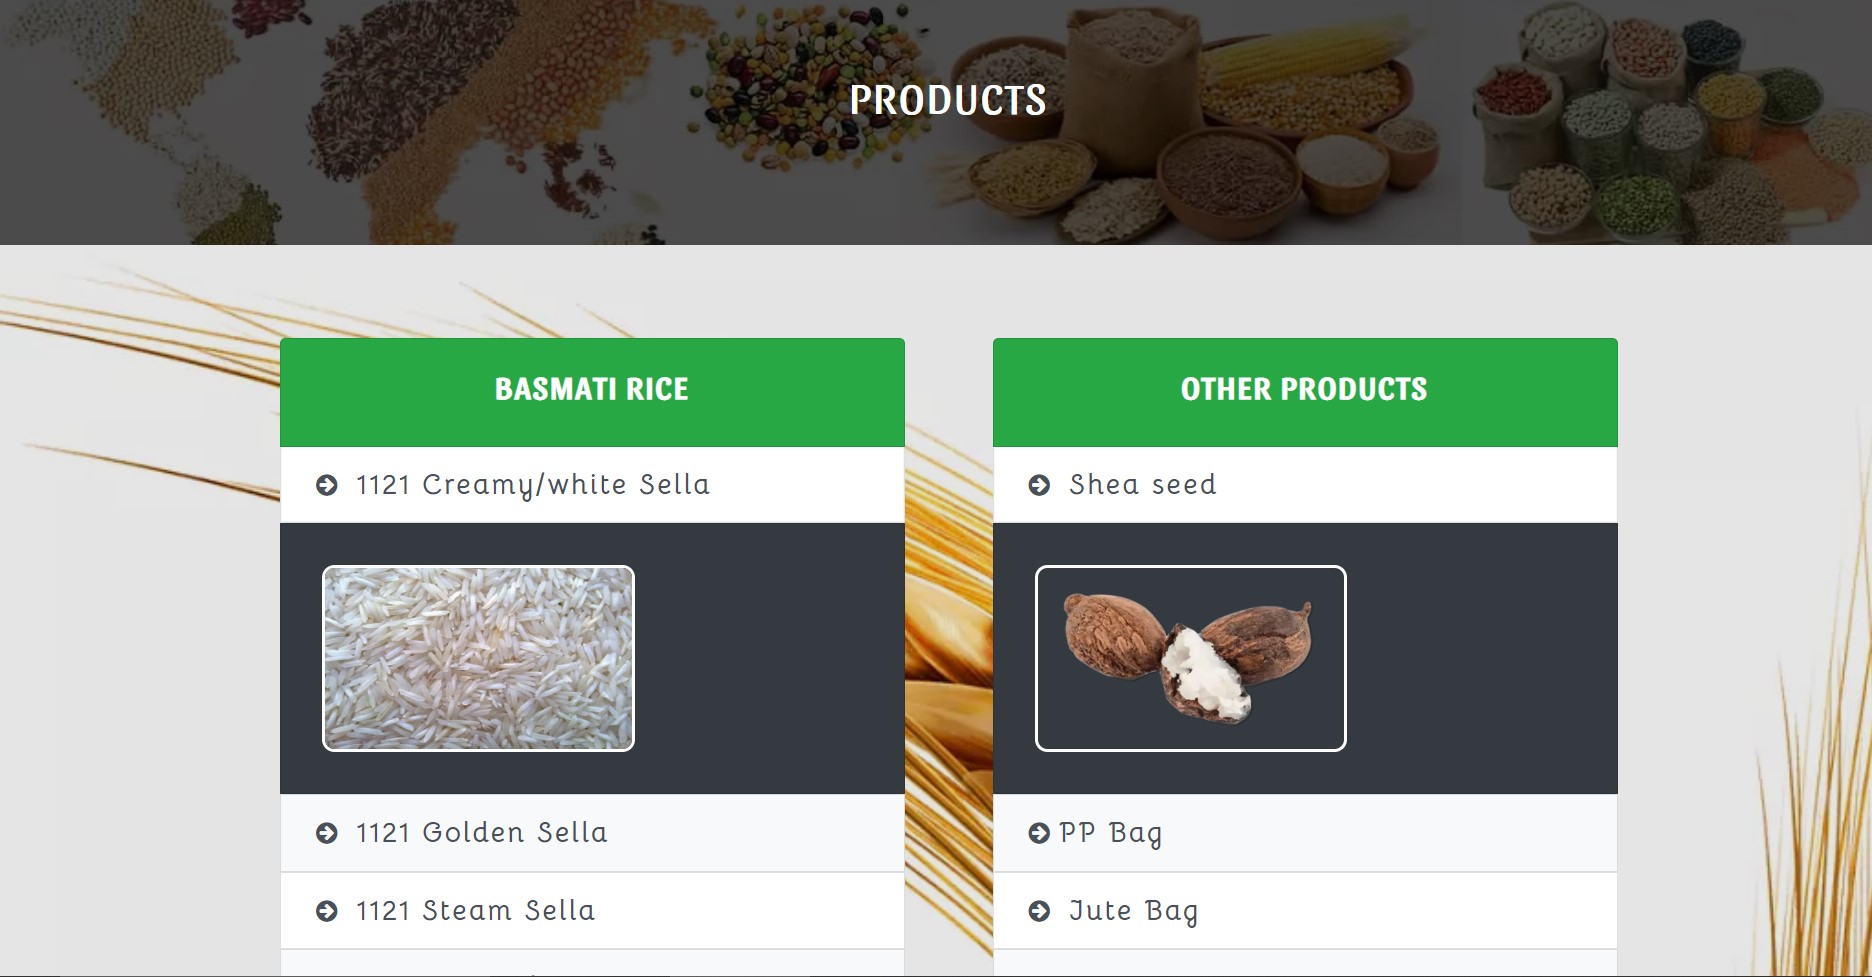 PRODUCTS
BASMATI RICE
1121 Creamy/white Sella
1121 Golden Sella
1121 Steam Sella
OTHER PRODUCTS
Shea seed
PP Bag
Jute Bag